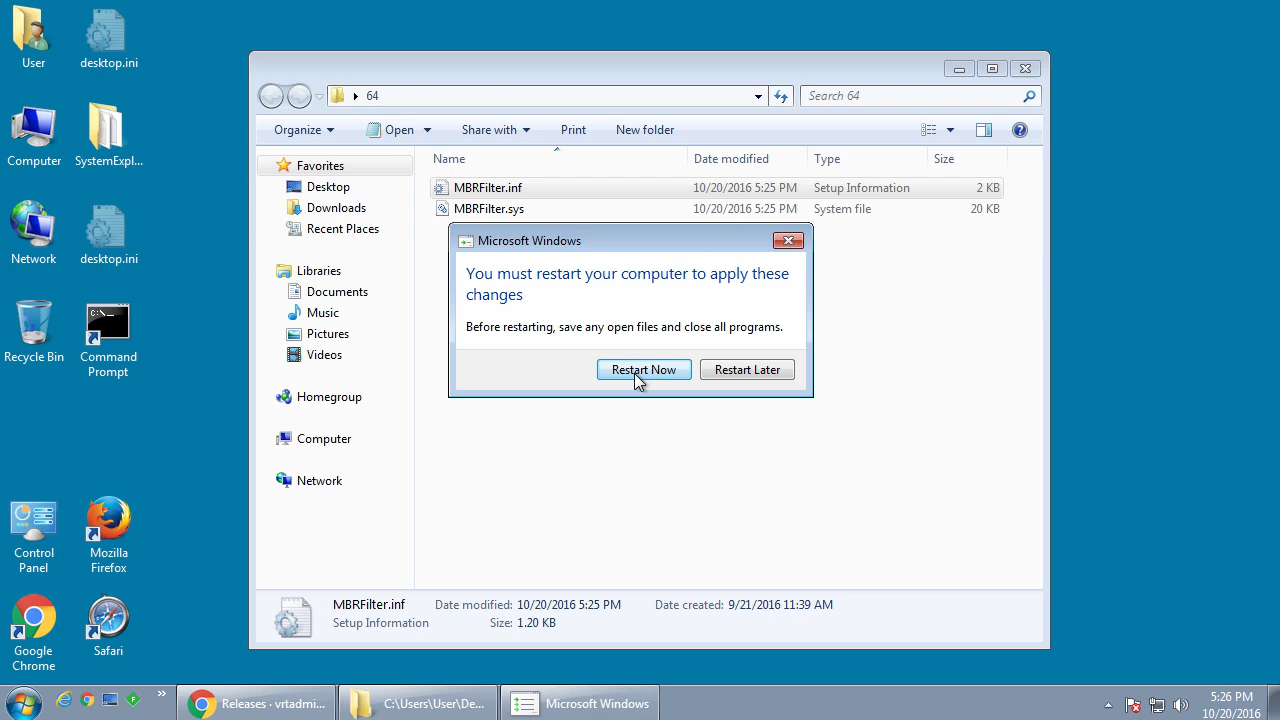 User
desktop.ini
Computer
SystemExpl...
Network
desktop.ini
Recycle Bin
Command
Prompt
Control
Panel
Mozilla
Firefox
Google
Chrome
Safari
64
Search 64
Organize
Open
Share with
Print
New folder
Favorites
Desktop
Downloads
Recent Places
Libraries
Documents
Music
Pictures
Videos
Homegroup
Computer
Network
Name Date modified Type Size
MBRFilter.inf 10/20/2016 5:25 PM Setup Information 2 KB
MBRFilter.sys 10/20/2016 5:25 PM System file 20 KB
Microsoft Windows
You must restart your computer to apply these
changes
Before restarting, save any open files and close all programs.
Restart Now
Restart Later
MBRFilter.inf Date modified: 10/20/2016 5:25 PM Date created: 9/21/2016 11:39 AM
Setup Information Size: 1.20 KB
Releases · vrtadmi...
C:\Users\User\De...
Microsoft Windows
5:26 PM
10/20/2016